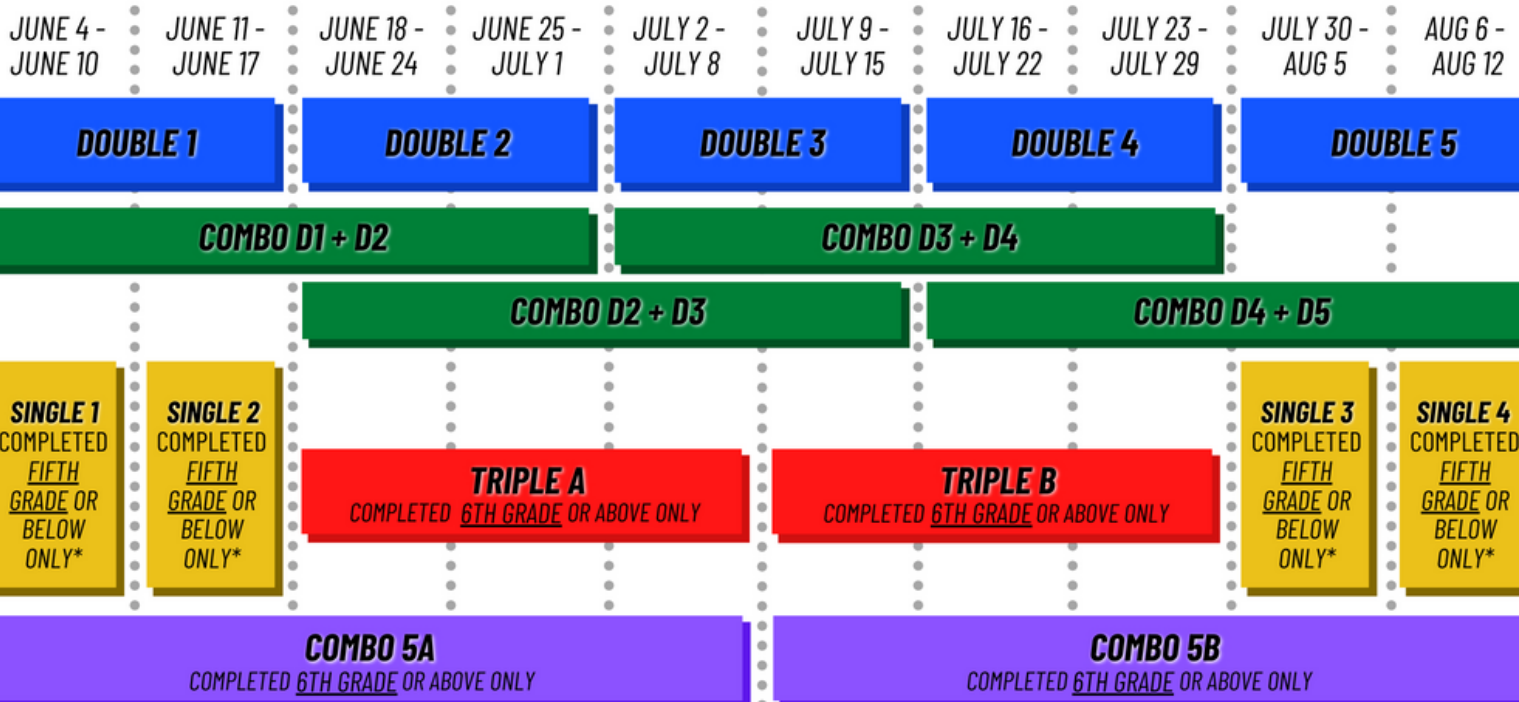 JUNE 4 -
JUNE 10
JUNE 11 -
JUNE 17
JUNE 18 -
JUNE 24
JUNE 25 -
JULY 1
JULY 2 -
JULY 8
JULY 9 -
JULY 15
JULY 16 -
JULY 22
JULY 23 -
JULY 29
JULY 30 -
AUG 5
AUG 6 -
AUG 12
DOUBLE 1
DOUBLE 2
DOUBLE 3
DOUBLE 4
DOUBLE 5
COMBO D1 + D2
COMBO D3 + D4
COMBO D2 + D3
COMBO D4 + D5
SINGLE 1
COMPLETED
FIFTH
GRADE OR
BELOW
ONLY*
SINGLE 2
COMPLETED
FIFTH
GRADE OR
BELOW
ONLY*
TRIPLE A
COMPLETED 6TH GRADE OR ABOVE ONLY
TRIPLE B
COMPLETED 6TH GRADE OR ABOVE ONLY
SINGLE 3
COMPLETED
FIFTH
GRADE OR
BELOW
ONLY*
SINGLE 4
COMPLETED
FIFTH
GRADE OR
BELOW
ONLY*
COMBO 5A
COMPLETED 6TH GRADE OR ABOVE ONLY
COMBO 5B
COMPLETED 6TH GRADE OR ABOVE ONLY